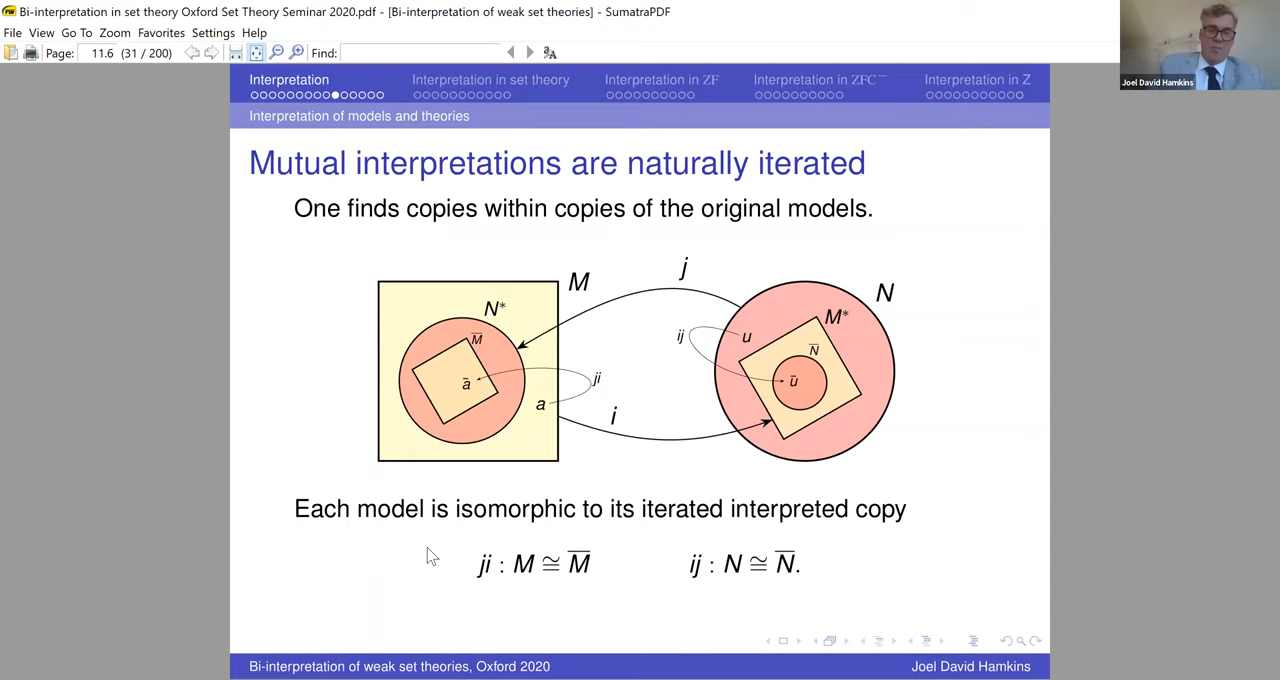 Bi-interpretation in set theory Oxford Set Theory Seminar 2020.pdf - [Bi-interpretation of weak set theories] - SumatraPDF
File View Go To Zoom Favorites Settings Help
Page: 11.6 (31 / 200) Find:
Joel David Hamkins
Interpretation Interpretation in set theory Interpretation in ZF Interpretation in ZFC⁻ Interpretation in Z
Interpretation of models and theories
Mutual interpretations are naturally iterated
One finds copies within copies of the original models.
M
N*
M̅
a̅
a
ji
j
i
N
M*
N̅
u̅
u
ij
Each model is isomorphic to its iterated interpreted copy
ji : M ≅ M̅ ij : N ≅ N̅.
Bi-interpretation of weak set theories, Oxford 2020 Joel David Hamkins